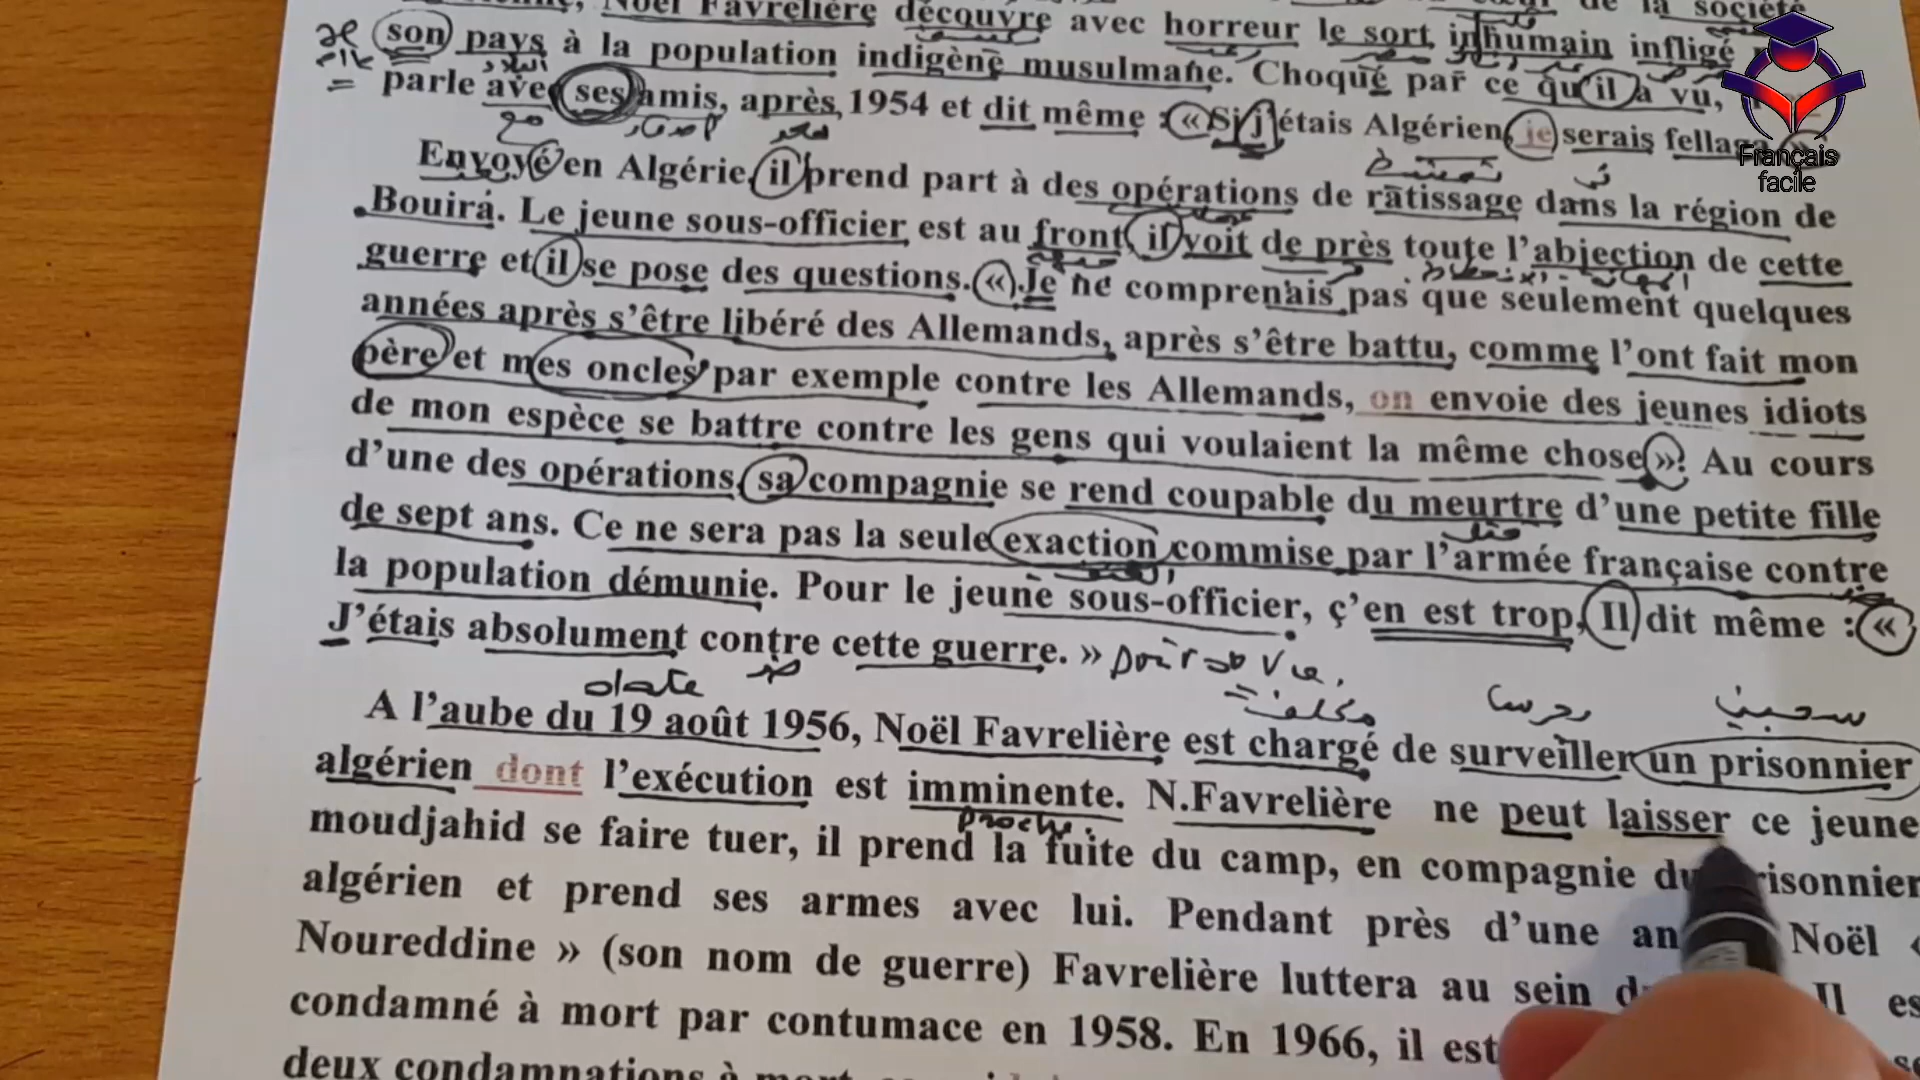 Noël Favrelière découvre avec horreur le sort inhumain infligé
son pays à la population indigène musulmane. Choqué par ce qu'il a vu,
parle avec ses amis, après 1954 et dit même : « Si j'étais Algérien, je serais fellaga »
Envoyé en Algérie, il prend part à des opérations de ratissage dans la région de
Bouira. Le jeune sous-officier est au front, il voit de près toute l'abjection de cette
guerre et il se pose des questions. « Je ne comprenais pas que seulement quelques
années après s'être libéré des Allemands, après s'être battu, comme l'ont fait mon
père et mes oncles, par exemple contre les Allemands, on envoie des jeunes idiots
de mon espèce se battre contre les gens qui voulaient la même chose ». Au cours
d'une des opérations, sa compagnie se rend coupable du meurtre d'une petite fille
de sept ans. Ce ne sera pas la seule exaction commise par l'armée française contre
la population démunie. Pour le jeune sous-officier, ç'en est trop, Il dit même : «
J'étais absolument contre cette guerre. »
date
ضد
A l'aube du 19 août 1956, Noël Favrelière est chargé de surveiller un prisonnier
algérien dont l'exécution est imminente. N.Favrelière ne peut laisser ce jeune
proche.
moudjahid se faire tuer, il prend la fuite du camp, en compagnie du prisonnier
algérien et prend ses armes avec lui. Pendant près d'une Noël «
Noureddine » (son nom de guerre) Favrelière luttera au sein Il
condamné à mort par contumace en 1958. En 1966, il est
deux condamnations à mort
Français
facile